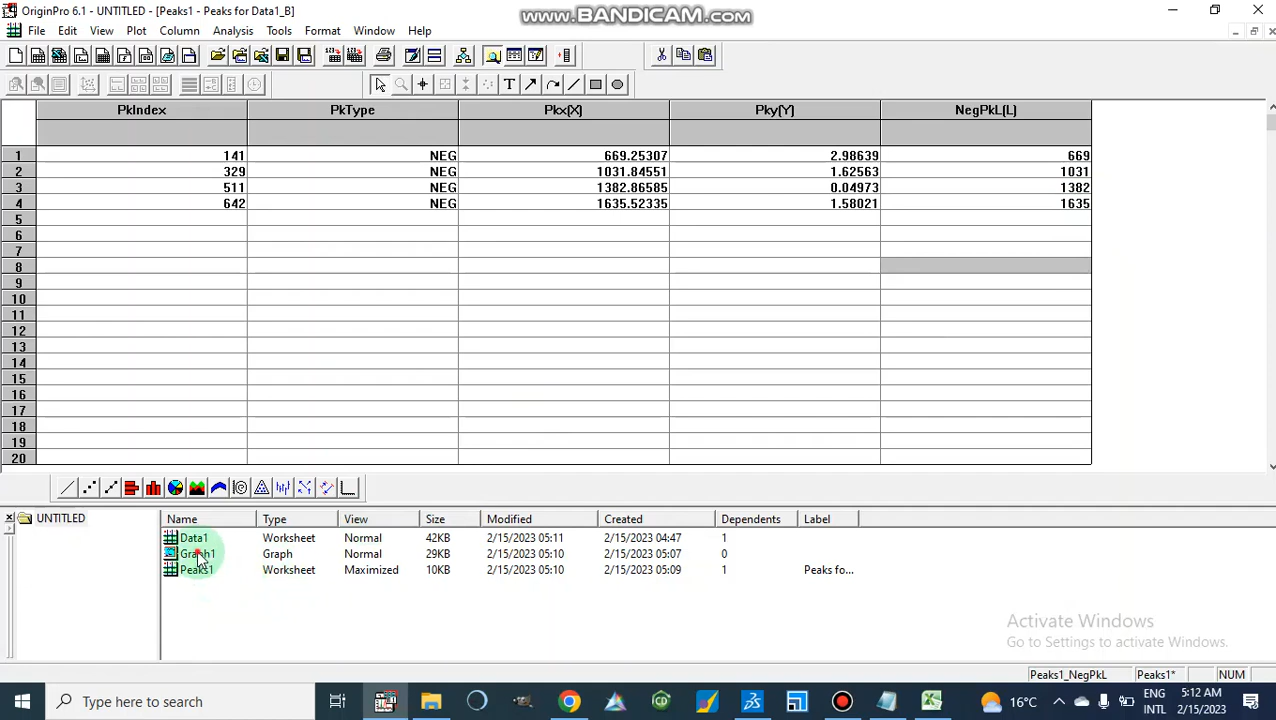 OriginPro 6.1 - UNTITLED - [Peaks1 - Peaks for Data1_B]
www.BANDICAM.com
File Edit View Plot Column Analysis Tools Format Window Help
PkIndex PkType Pkx(X) Pky(Y) NegPkL(L)
1 141 NEG 669.25307 2.98639 669
2 329 NEG 1031.84551 1.62563 1031
3 511 NEG 1382.86585 0.04973 1382
4 642 NEG 1635.52335 1.58021 1635
5
6
7
8
9
10
11
12
13
14
15
16
17
18
19
20
UNTITLED
Name Type View Size Modified Created Dependents Label
Data1 Worksheet Normal 42KB 2/15/2023 05:11 2/15/2023 04:47 1
Graph1 Graph Normal 29KB 2/15/2023 05:10 2/15/2023 05:07 0
Peaks1 Worksheet Maximized 10KB 2/15/2023 05:10 2/15/2023 05:09 1 Peaks fo...
Activate Windows
Go to Settings to activate Windows.
Peaks1_NegPkL Peaks1* NUM
Type here to search
16°C
ENG
INTL
5:12 AM
2/15/2023